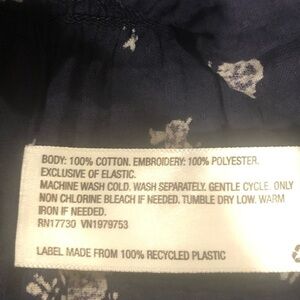 BODY: 100% COTTON. EMBROIDERY: 100% POLYESTER.
EXCLUSIVE OF ELASTIC.
MACHINE WASH COLD. WASH SEPARATELY. GENTLE CYCLE. ONLY
NON CHLORINE BLEACH IF NEEDED. TUMBLE DRY LOW. WARM
IRON IF NEEDED.
RN17730 VN1979753
LABEL MADE FROM 100% RECYCLED PLASTIC